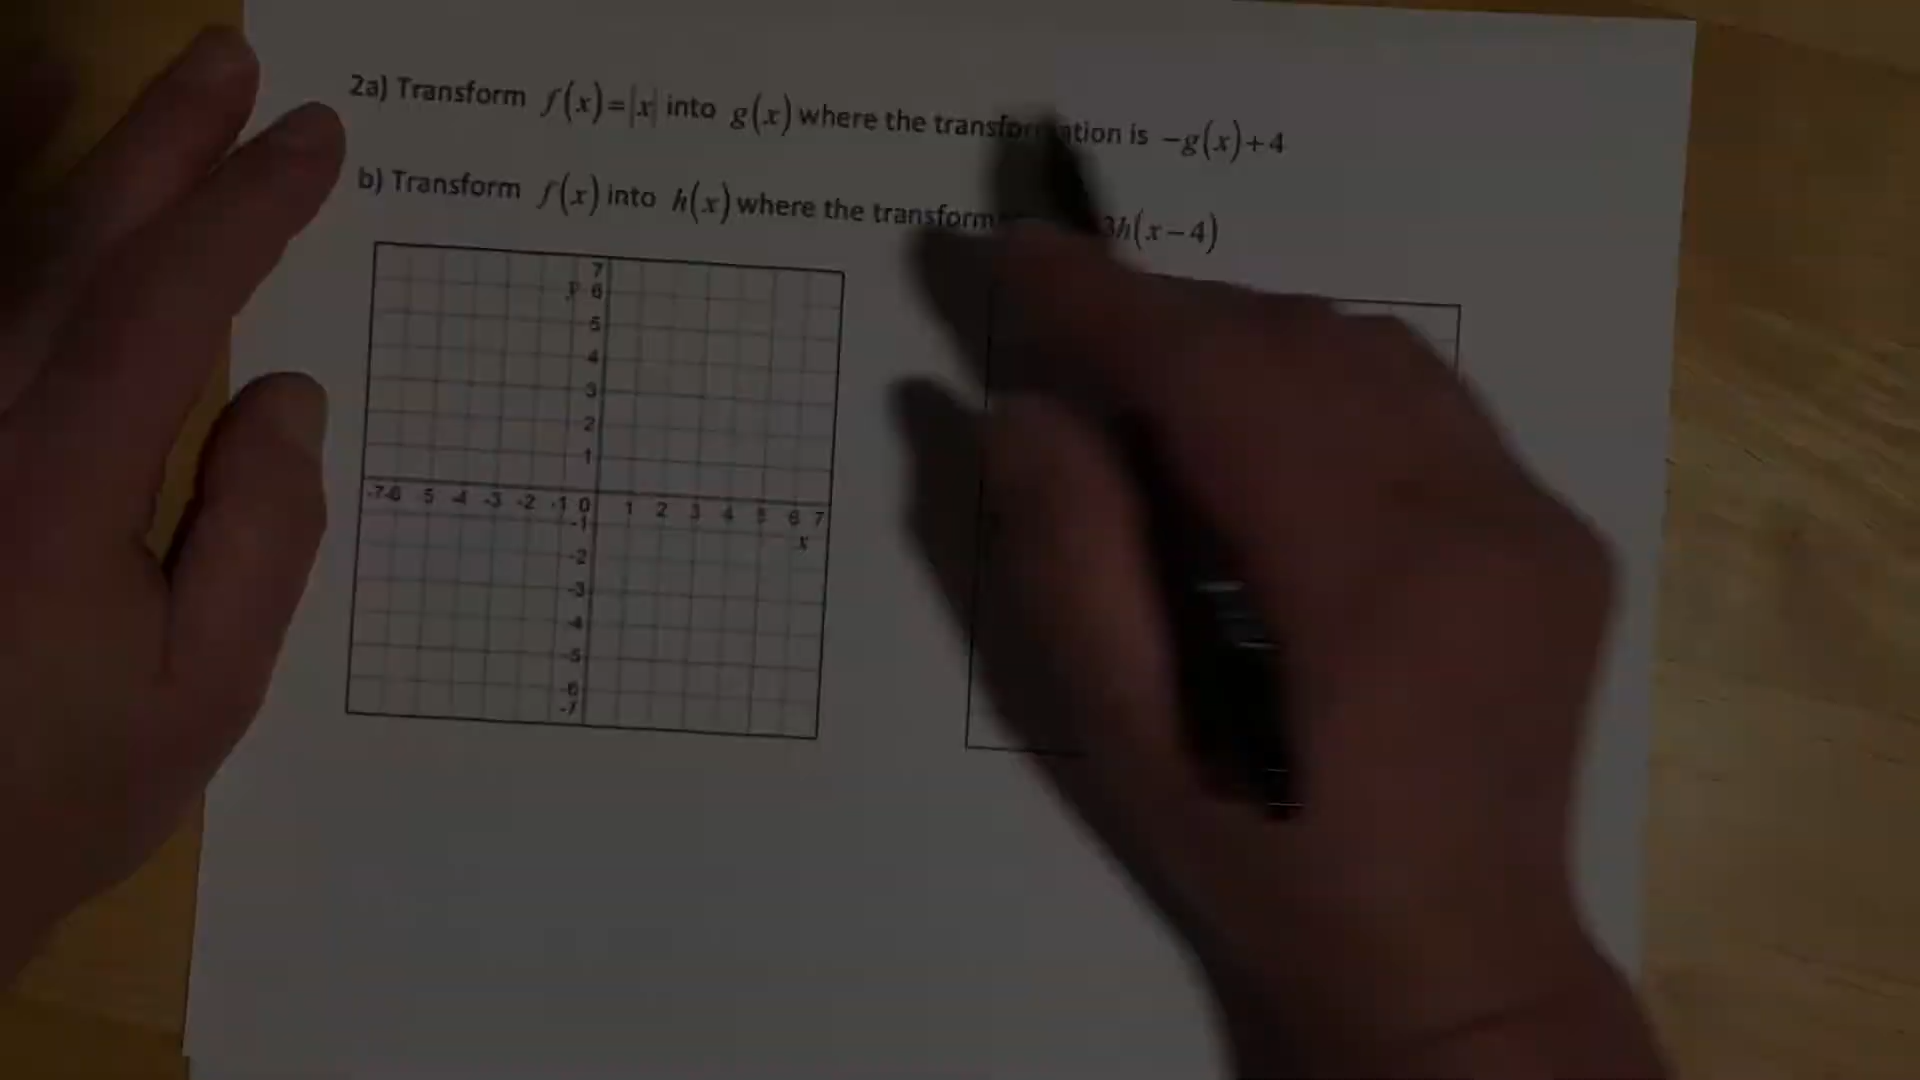 2a) Transform f(x)=|x| into g(x) where the transformation is −g(x)+4
b) Transform f(x) into h(x) where the transform 3h(x−4)
7
y 6
5
4
3
2
1
-7 -6 -5 -4 -3 -2 -1 0 1 2 3 4 5 6 7
-1
x
-2
-3
-4
-5
-6
-7